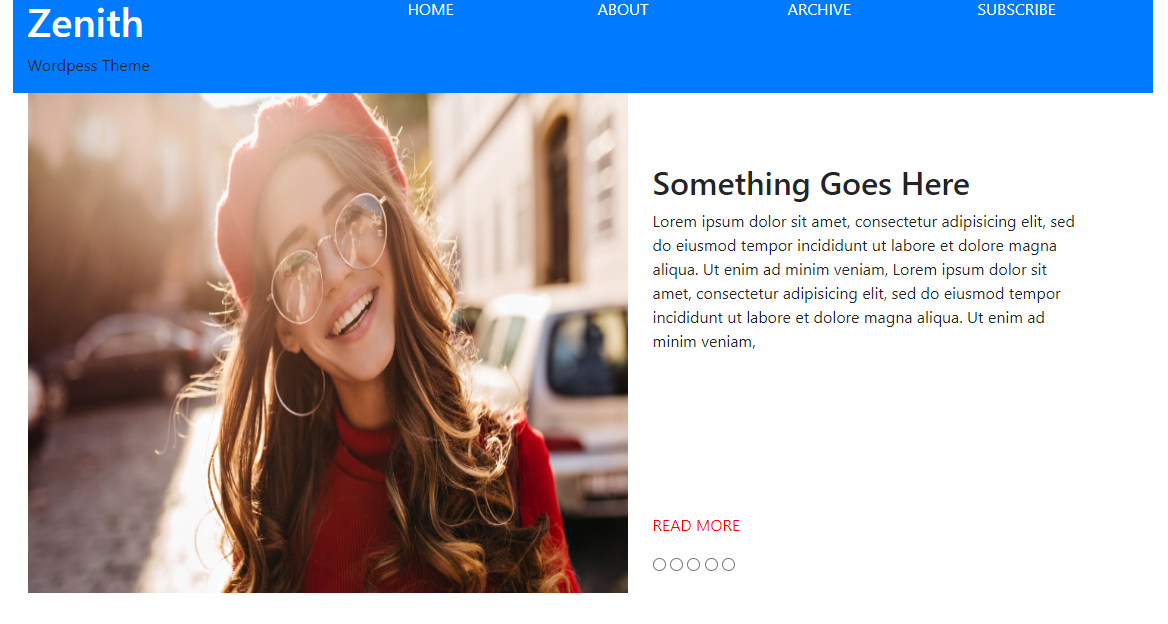 Zenith
HOME ABOUT ARCHIVE SUBSCRIBE
Wordpess Theme
Something Goes Here
Lorem ipsum dolor sit amet, consectetur adipisicing elit, sed
do eiusmod tempor incididunt ut labore et dolore magna
aliqua. Ut enim ad minim veniam, Lorem ipsum dolor sit
amet, consectetur adipisicing elit, sed do eiusmod tempor
incididunt ut labore et dolore magna aliqua. Ut enim ad
minim veniam,
READ MORE